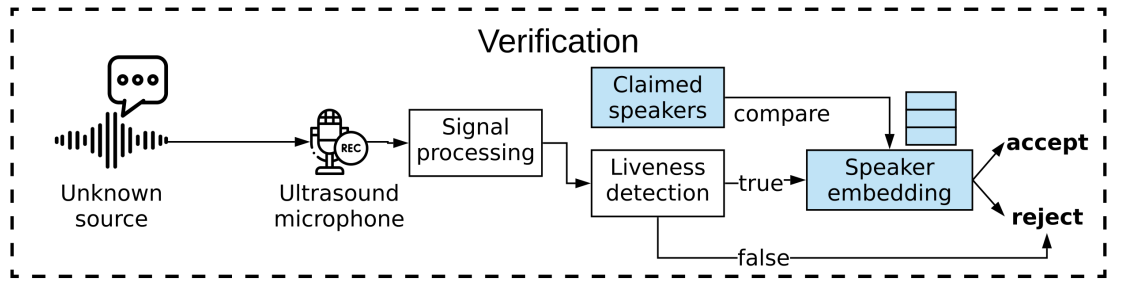 Verification
Unknown
source
REC
Ultrasound
microphone
Signal
processing
Claimed
speakers
compare
Liveness
detection
true
false
Speaker
embedding
accept
reject